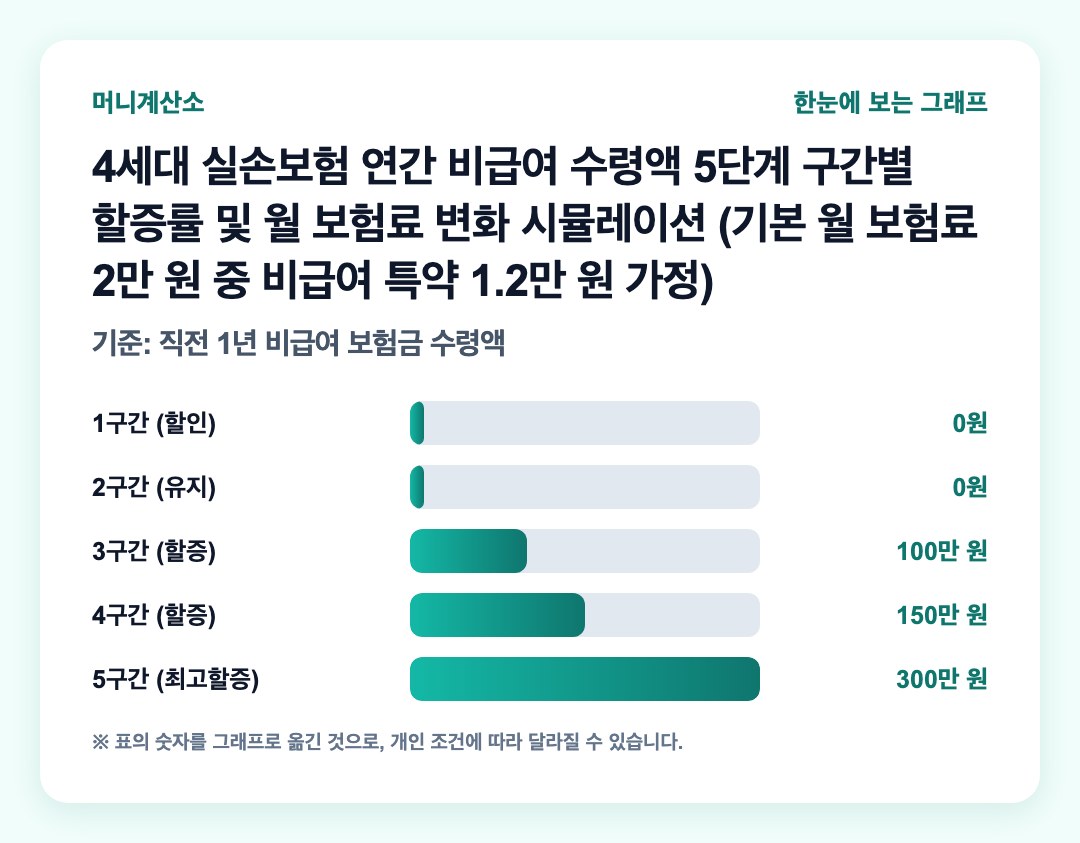 머니계산소
한눈에 보는 그래프
4세대 실손보험 연간 비급여 수령액 5단계 구간별
할증률 및 월 보험료 변화 시뮬레이션 (기본 월 보험료
2만 원 중 비급여 특약 1.2만 원 가정)
기준: 직전 1년 비급여 보험금 수령액
1구간 (할인) 0원
2구간 (유지) 0원
3구간 (할증) 100만 원
4구간 (할증) 150만 원
5구간 (최고할증) 300만 원
※ 표의 숫자를 그래프로 옮긴 것으로, 개인 조건에 따라 달라질 수 있습니다.